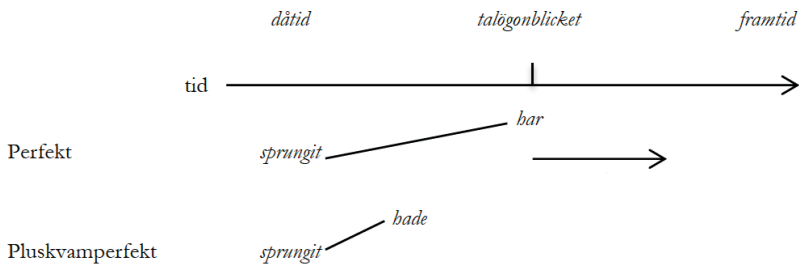 dåtid talögonblicket framtid
tid
har
Perfekt sprungit
hade
Pluskvamperfekt sprungit